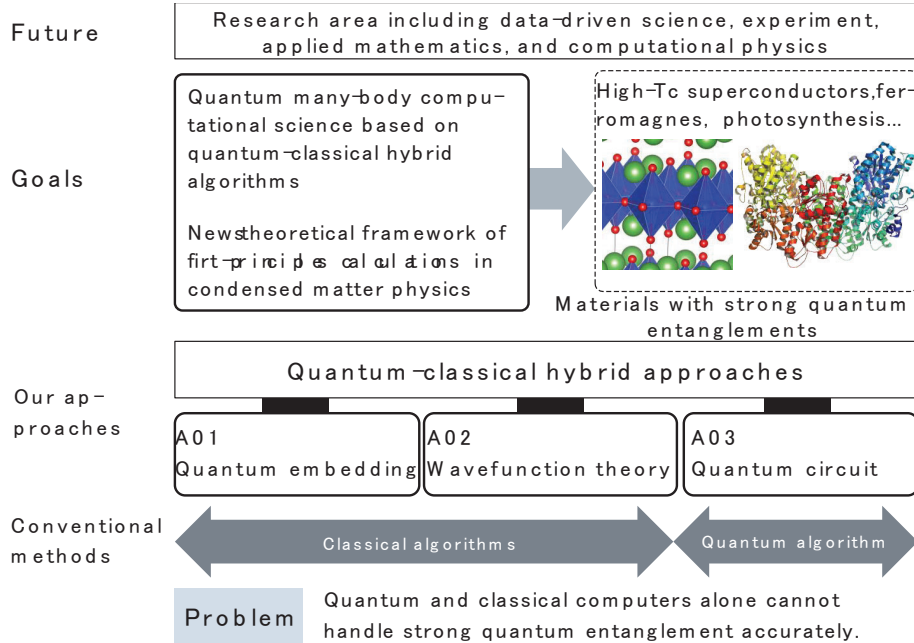 Future
Research area including data-driven science, experiment,
applied mathematics, and computational physics
Goals
Quantum many-body compu-
tational science based on
quantum-classical hybrid
algorithms
Newstheoretical framework of
firt-principles calculations in
condensed matter physics
High-Tc superconductors,fer-
romagnes, photosynthesis...
Materials with strong quantum
entanglements
Our ap-
proaches
Quantum-classical hybrid approaches
A01
Quantum embedding
A02
Wavefunction theory
A03
Quantum circuit
Conventional
methods
Classical algorithms
Quantum algorithm
Problem
Quantum and classical computers alone cannot
handle strong quantum entanglement accurately.